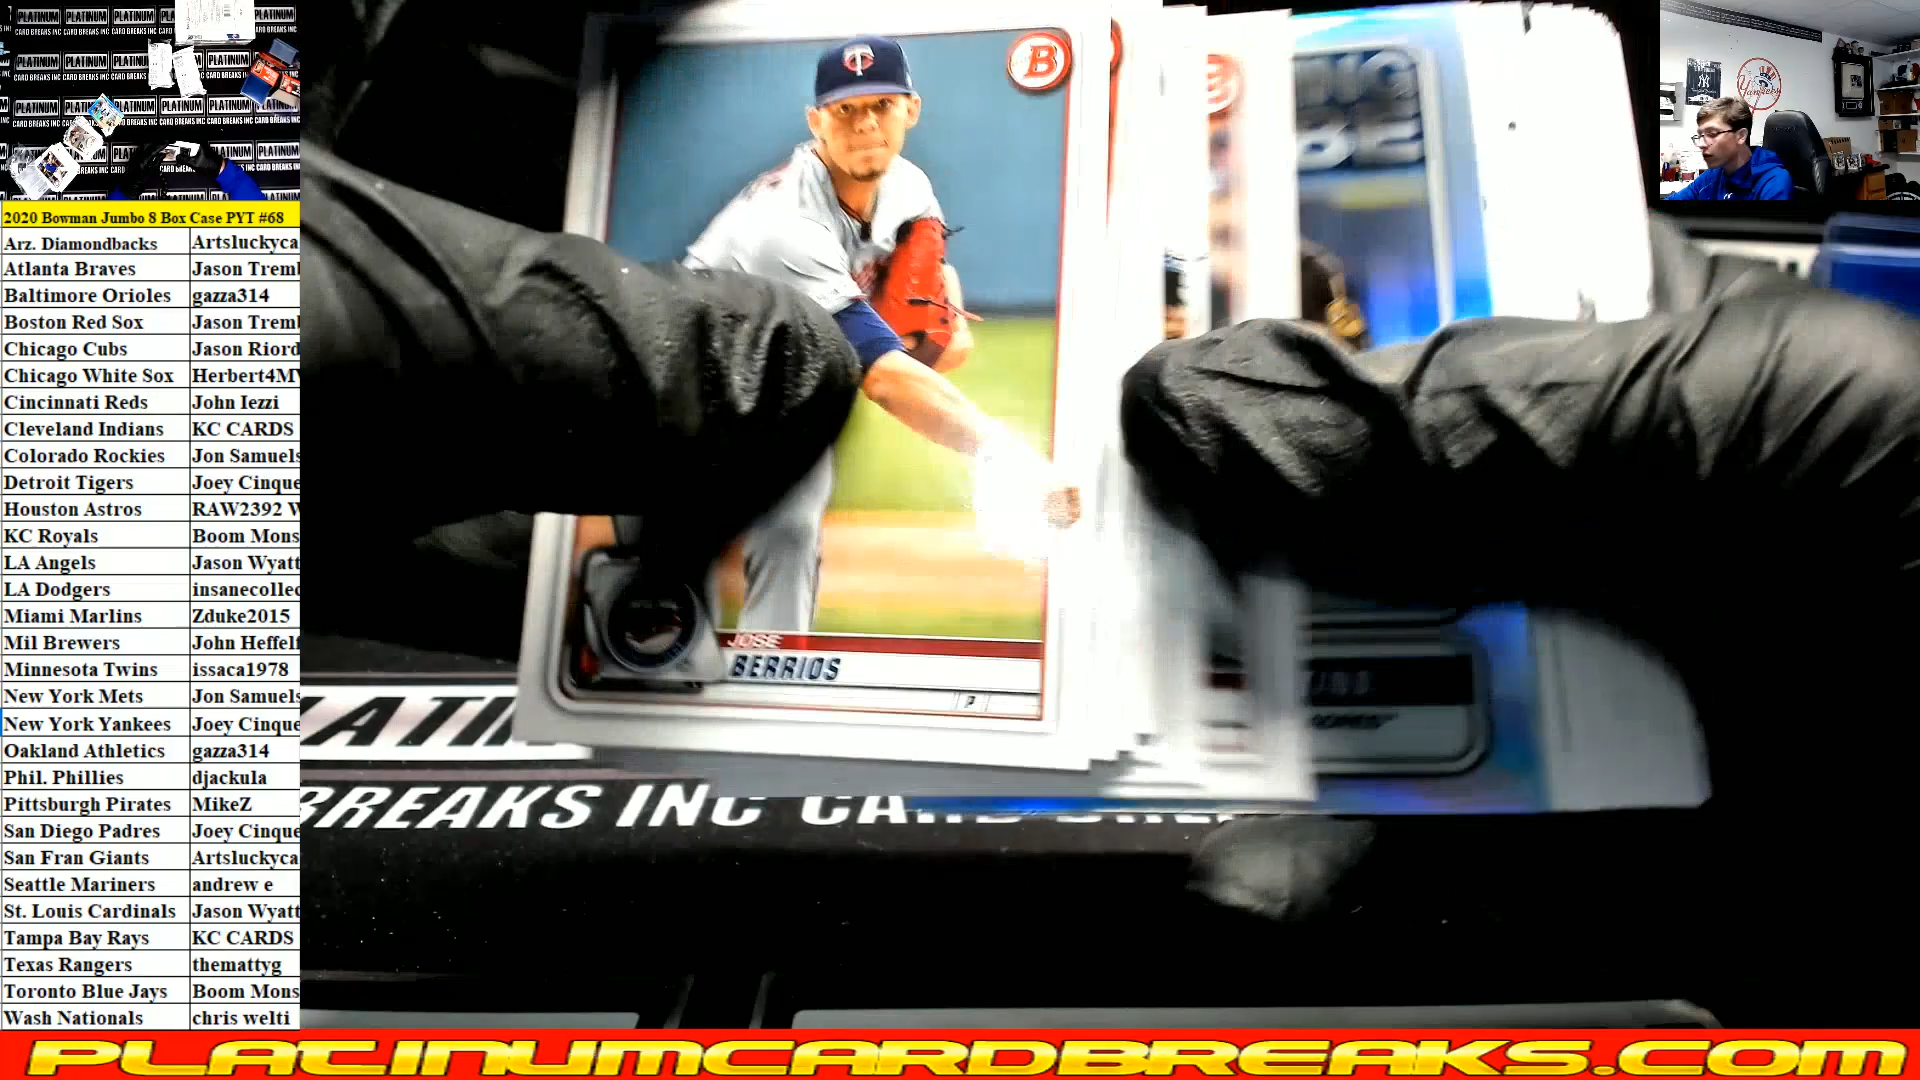 2020 Bowman Jumbo 8 Box Case PYT #68
Arz. Diamondbacks Artsluckyca
Atlanta Braves Jason Trem
Baltimore Orioles gazza314
Boston Red Sox Jason Trem
Chicago Cubs Jason Riord
Chicago White Sox Herbert4M
Cincinnati Reds John Iezzi
Cleveland Indians KC CARDS
Colorado Rockies Jon Samuels
Detroit Tigers Joey Cinque
Houston Astros RAW2392 W
KC Royals Boom Mons
LA Angels Jason Wyatt
LA Dodgers insanecollec
Miami Marlins Zduke2015
Mil Brewers John Heffelf
Minnesota Twins issaca1978
New York Mets Jon Samuels
New York Yankees Joey Cinque
Oakland Athletics gazza314
Phil. Phillies djackula
Pittsburgh Pirates MikeZ
San Diego Padres Joey Cinque
San Fran Giants Artsluckyca
Seattle Mariners andrew e
St. Louis Cardinals Jason Wyatt
Tampa Bay Rays KC CARDS
Texas Rangers themattyg
Toronto Blue Jays Boom Mons
Wash Nationals chris welti
B
JOSE
BERRIOS
P
BREAKS INC
PLATINUMCARDBREAKS.COM